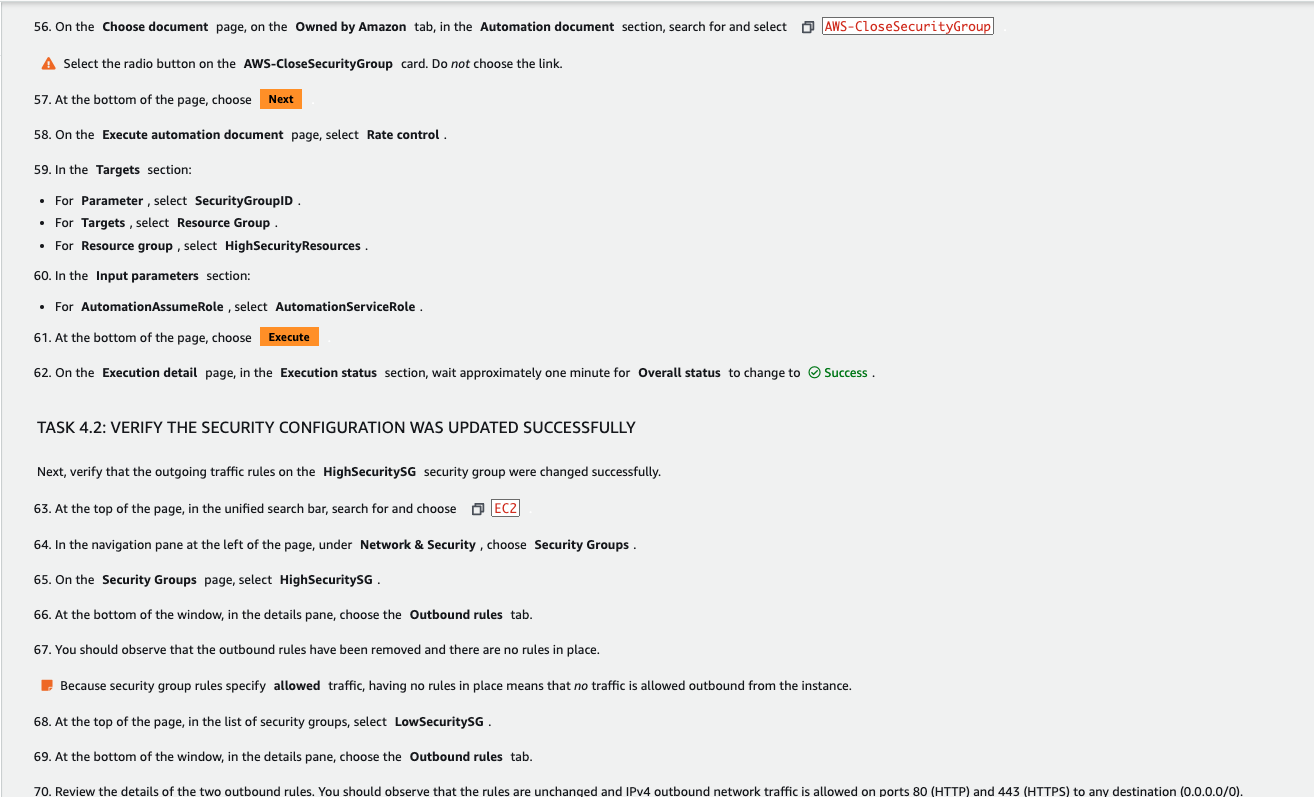 56. On the Choose document page, on the Owned by Amazon tab, in the Automation document section, search for and select AWS-CloseSecurityGroup
Select the radio button on the AWS-CloseSecurityGroup card. Do not choose the link.
57. At the bottom of the page, choose Next
58. On the Execute automation document page, select Rate control .
59. In the Targets section:
• For Parameter , select SecurityGroupID .
• For Targets , select Resource Group .
• For Resource group , select HighSecurityResources .
60. In the Input parameters section:
• For AutomationAssumeRole , select AutomationServiceRole .
61. At the bottom of the page, choose Execute
62. On the Execution detail page, in the Execution status section, wait approximately one minute for Overall status to change to Success .
TASK 4.2: VERIFY THE SECURITY CONFIGURATION WAS UPDATED SUCCESSFULLY
Next, verify that the outgoing traffic rules on the HighSecuritySG security group were changed successfully.
63. At the top of the page, in the unified search bar, search for and choose EC2
64. In the navigation pane at the left of the page, under Network & Security , choose Security Groups .
65. On the Security Groups page, select HighSecuritySG .
66. At the bottom of the window, in the details pane, choose the Outbound rules tab.
67. You should observe that the outbound rules have been removed and there are no rules in place.
Because security group rules specify allowed traffic, having no rules in place means that no traffic is allowed outbound from the instance.
68. At the top of the page, in the list of security groups, select LowSecuritySG .
69. At the bottom of the window, in the details pane, choose the Outbound rules tab.
70. Review the details of the two outbound rules. You should observe that the rules are unchanged and IPv4 outbound network traffic is allowed on ports 80 (HTTP) and 443 (HTTPS) to any destination (0.0.0.0/0).